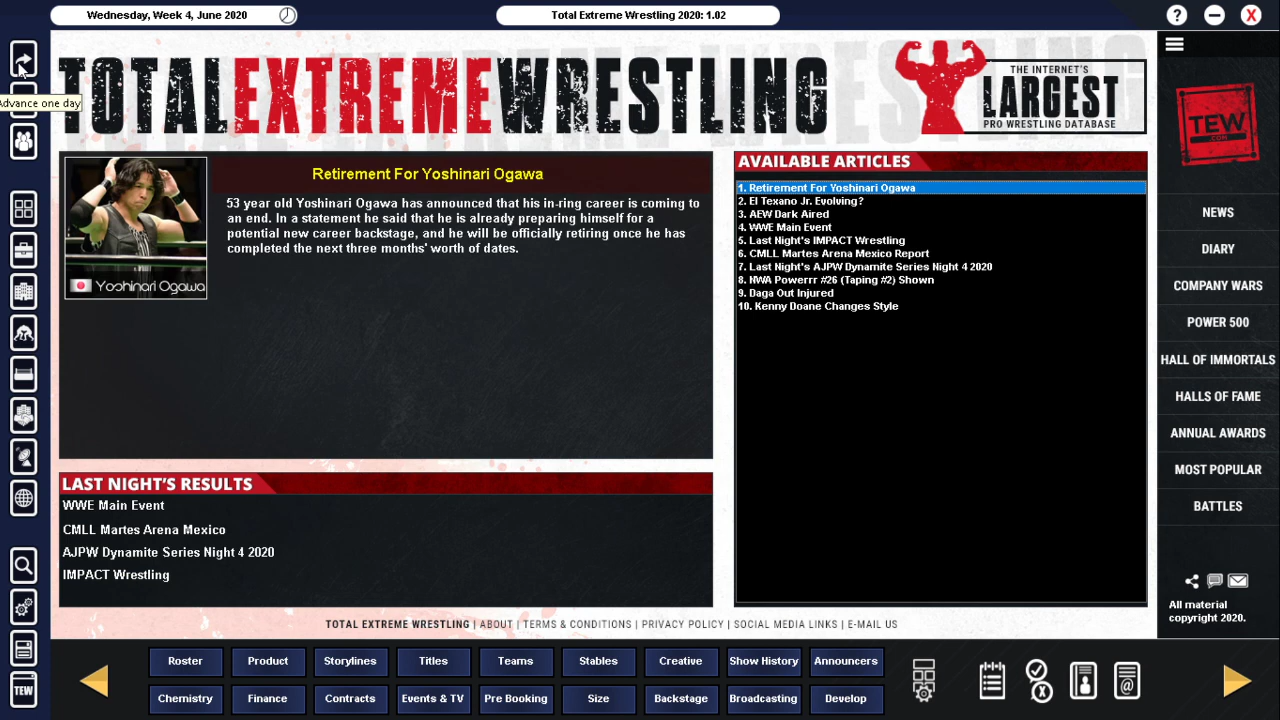 Wednesday, Week 4, June 2020
Total Extreme Wrestling 2020: 1.02
?
X
Advance one day
TOTALEXTREMEWRESTLING
THE INTERNET'S
LARGEST
PRO WRESTLING DATABASE
TEW
.COM
Retirement For Yoshinari Ogawa
53 year old Yoshinari Ogawa has announced that his in-ring career is coming to
an end. In a statement he said that he is already preparing himself for a
potential new career backstage, and he will be officially retiring once he has
completed the next three months' worth of dates.
Yoshinari Ogawa
AVAILABLE ARTICLES
1. Retirement For Yoshinari Ogawa
2. El Texano Jr. Evolving?
3. AEW Dark Aired
4. WWE Main Event
5. Last Night's IMPACT Wrestling
6. CMLL Martes Arena Mexico Report
7. Last Night's AJPW Dynamite Series Night 4 2020
8. NWA Powerrr #26 (Taping #2) Shown
9. Daga Out Injured
10. Kenny Doane Changes Style
LAST NIGHT'S RESULTS
WWE Main Event
CMLL Martes Arena Mexico
AJPW Dynamite Series Night 4 2020
IMPACT Wrestling
NEWS
DIARY
COMPANY WARS
POWER 500
HALL OF IMMORTALS
HALLS OF FAME
ANNUAL AWARDS
MOST POPULAR
BATTLES
All material
copyright 2020.
TOTAL EXTREME WRESTLING | ABOUT | TERMS & CONDITIONS | PRIVACY POLICY | SOCIAL MEDIA LINKS | E-MAIL US
Roster
Product
Storylines
Titles
Teams
Stables
Creative
Show History
Announcers
Chemistry
Finance
Contracts
Events & TV
Pre Booking
Size
Backstage
Broadcasting
Develop
TEW